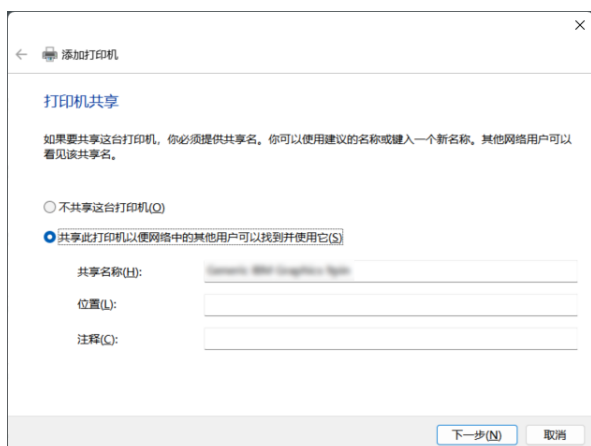 添加打印机
打印机共享
如果要共享这台打印机，你必须提供共享名。你可以使用建议的名称或键入一个新名称。其他网络用户可以
看见该共享名。
不共享这台打印机(O)
共享此打印机以便网络中的其他用户可以找到并使用它(S)
共享名称(H):
位置(L):
注释(C):
下一步(N) 取消